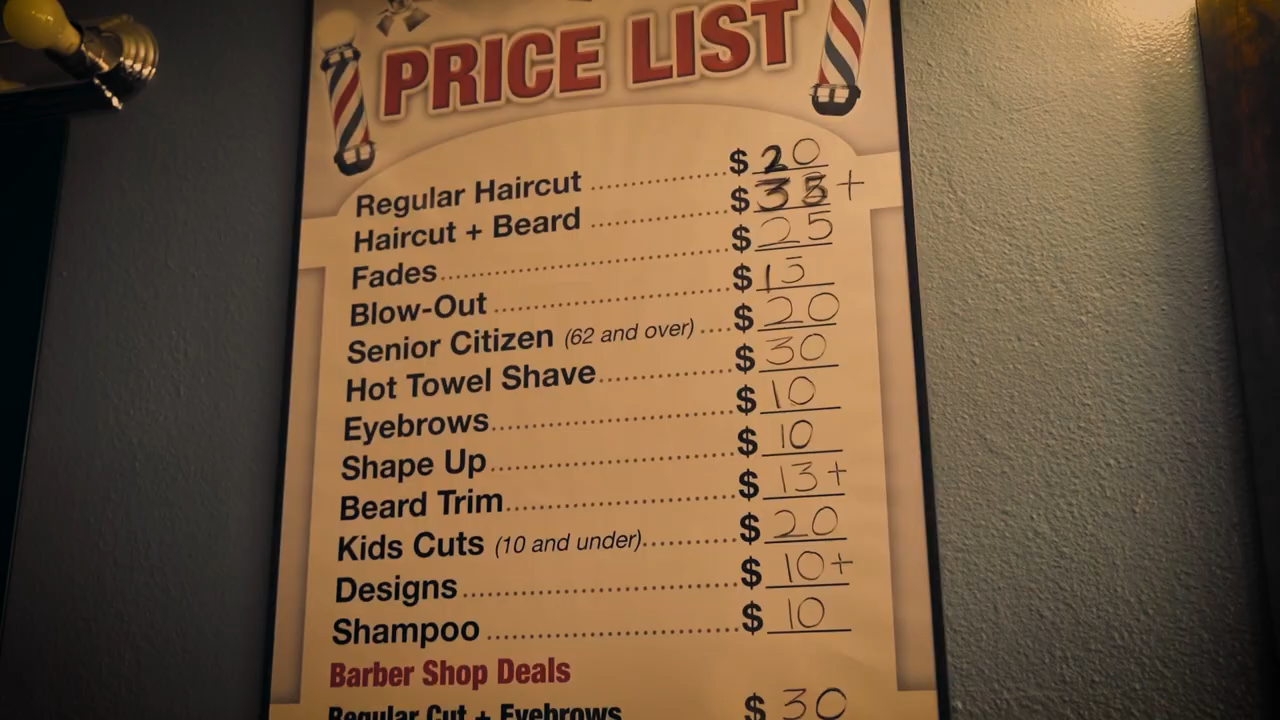 PRICE LIST
Regular Haircut ........................ $ 20
Haircut + Beard ........................ $ 33+
Fades ........................ $ 25
Blow-Out ........................ $ 15
Senior Citizen (62 and over) .... $ 20
Hot Towel Shave ........................ $ 30
Eyebrows ........................ $ 10
Shape Up ........................ $ 10
Beard Trim ........................ $ 13+
Kids Cuts (10 and under) ........................ $ 20
Designs ........................ $ 10+
Shampoo ........................ $ 10
Barber Shop Deals
Regular Cut + Eyebrows $ 30